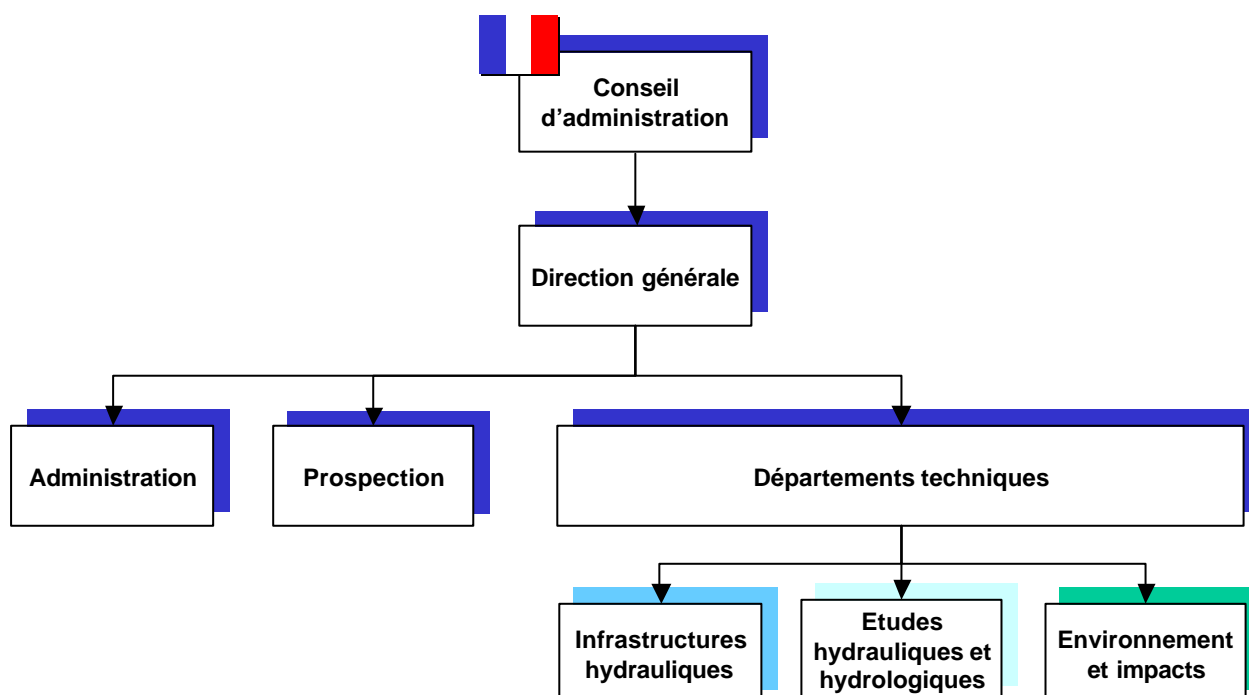 Conseil
d’administration
Direction générale
Administration
Prospection
Départements techniques
Infrastructures
hydrauliques
Etudes
hydrauliques et
hydrologiques
Environnement
et impacts